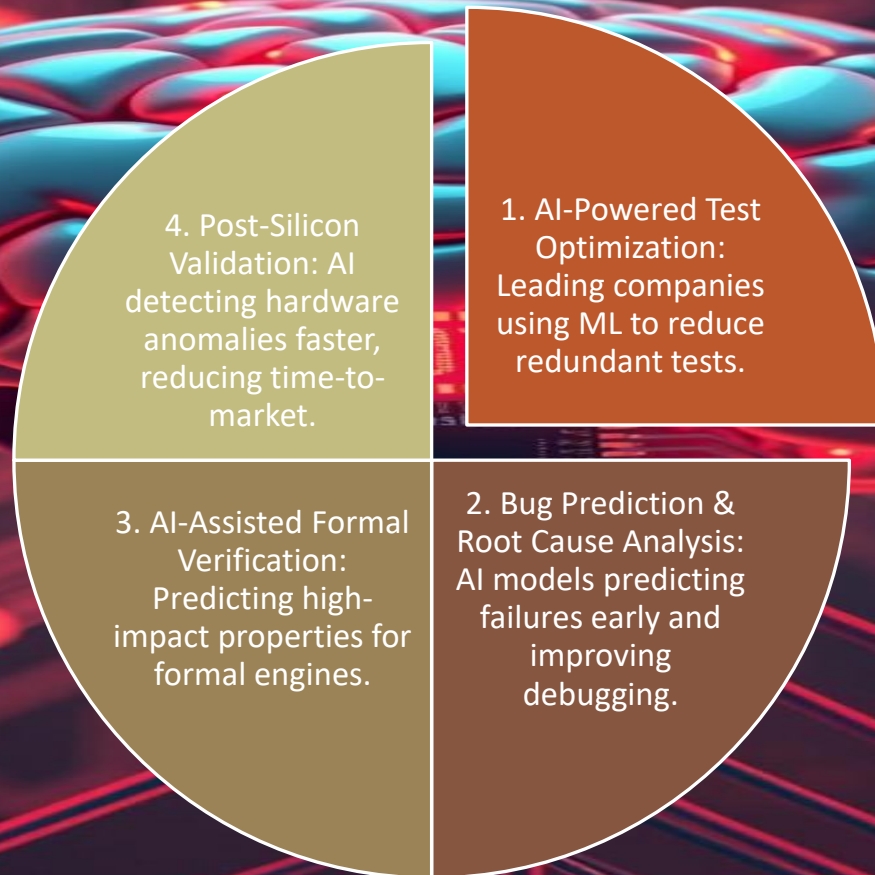 1. AI-Powered Test
Optimization:
Leading companies
using ML to reduce
redundant tests.
2. Bug Prediction &
Root Cause Analysis:
AI models predicting
failures early and
improving
debugging.
3. AI-Assisted Formal
Verification:
Predicting high-
impact properties for
formal engines.
4. Post-Silicon
Validation: AI
detecting hardware
anomalies faster,
reducing time-to-
market.